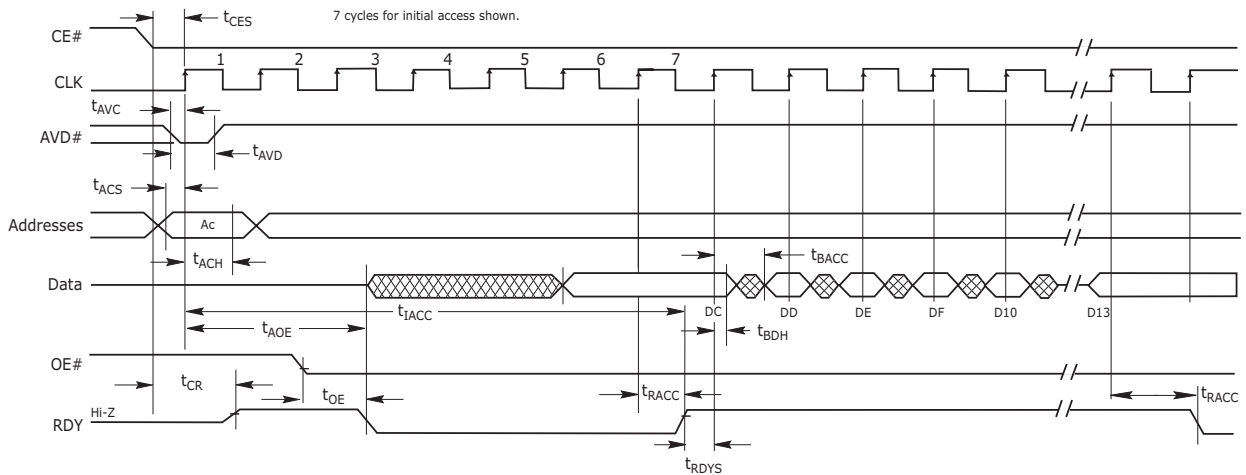 tCES
7 cycles for initial access shown.
CE#
1 2 3 4 5 6 7
CLK
tAVC
AVD#
tAVD
tACS
Addresses
Ac
tACH
tBACC
Data
tIACC
DC DD DE DF D10 D13
tAOE
tBDH
OE#
tCR
tOE
tRACC
tRACC
Hi-Z
RDY
tRDYS